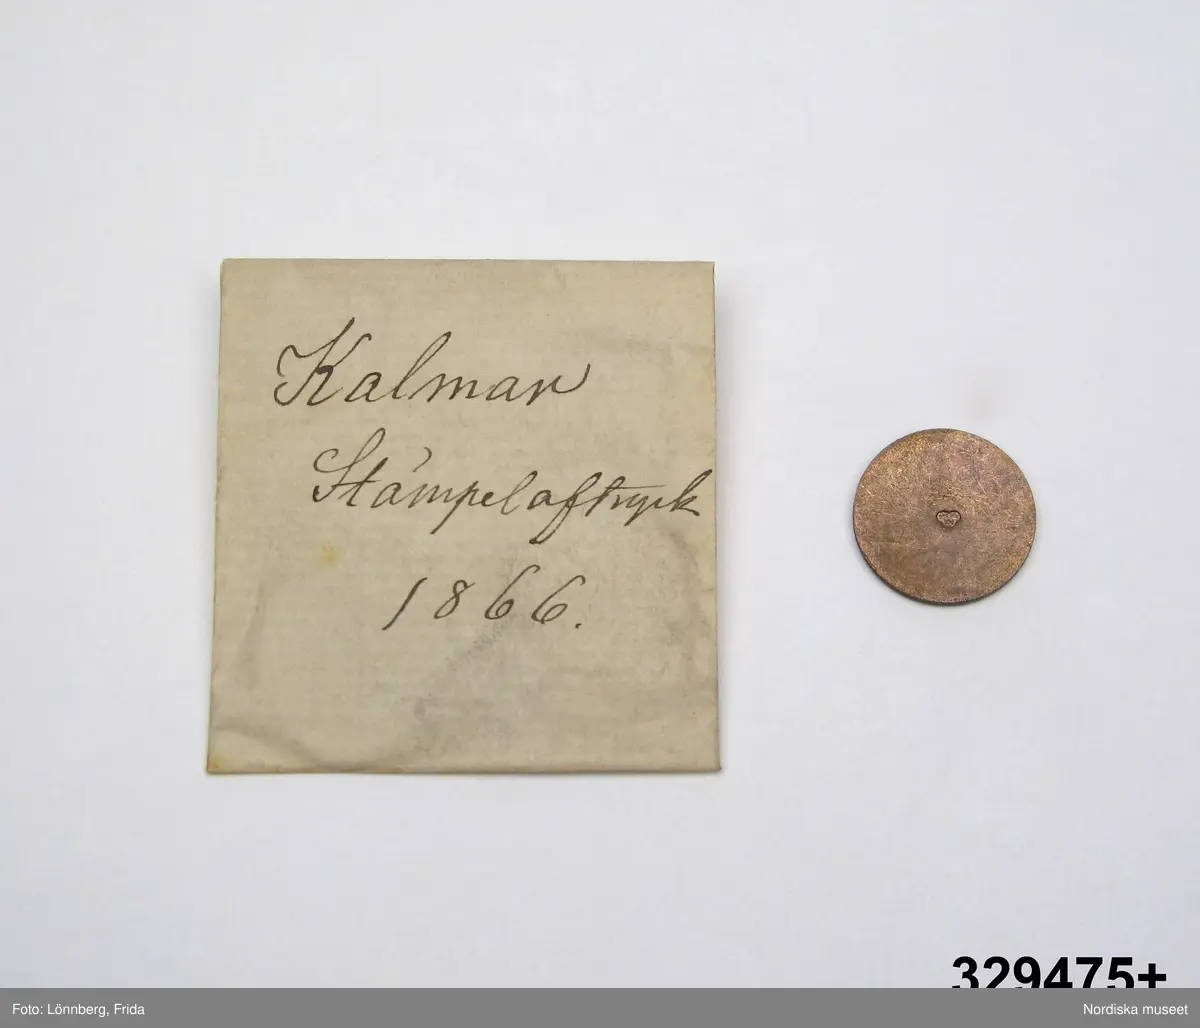 Kalmar
Stämpelaftryck
1866.
329475+
Foto: Lönnberg, Frida
Nordiska museet